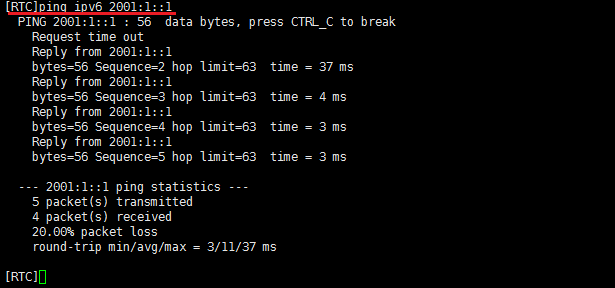 [RTC]ping ipv6 2001:1::1
PING 2001:1::1 : 56  data bytes, press CTRL_C to break
Request time out
Reply from 2001:1::1
bytes=56 Sequence=2 hop limit=63  time = 37 ms
Reply from 2001:1::1
bytes=56 Sequence=3 hop limit=63  time = 4 ms
Reply from 2001:1::1
bytes=56 Sequence=4 hop limit=63  time = 3 ms
Reply from 2001:1::1
bytes=56 Sequence=5 hop limit=63  time = 3 ms
--- 2001:1::1 ping statistics ---
5 packet(s) transmitted
4 packet(s) received
20.00% packet loss
round-trip min/avg/max = 3/11/37 ms
[RTC]